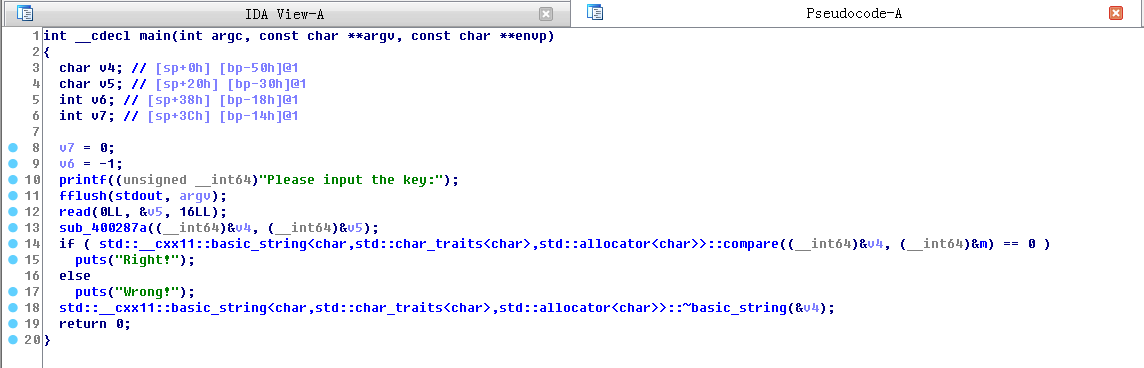 IDA View-A
Pseudocode-A
1 int __cdecl main(int argc, const char **argv, const char **envp)
2 {
3 char v4; // [sp+0h] [bp-50h]@1
4 char v5; // [sp+20h] [bp-30h]@1
5 int v6; // [sp+38h] [bp-18h]@1
6 int v7; // [sp+3Ch] [bp-14h]@1
7
8 v7 = 0;
9 v6 = -1;
10 printf((unsigned __int64)"Please input the key:");
11 fflush(stdout, argv);
12 read(0LL, &v5, 16LL);
13 sub_400287a((__int64)&v4, (__int64)&v5);
14 if ( std::__cxx11::basic_string<char,std::char_traits<char>,std::allocator<char>>::compare((__int64)&v4, (__int64)&m) == 0 )
15 puts("Right!");
16 else
17 puts("Wrong!");
18 std::__cxx11::basic_string<char,std::char_traits<char>,std::allocator<char>>::~basic_string(&v4);
19 return 0;
20 }